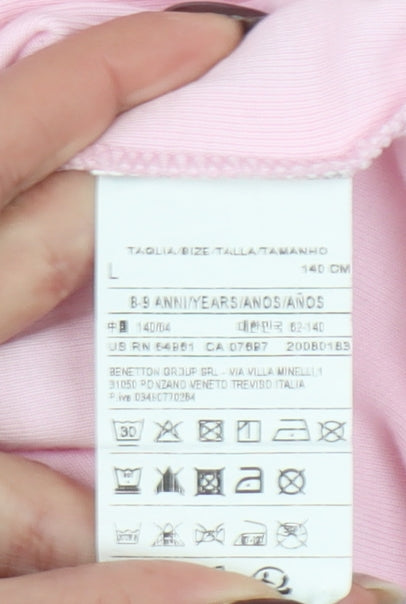 TAGLIA/SIZE/TALLA/TAMANHO
L 140 CM
8-9 ANNI/YEARS/ANOS/AÑOS
中国 140/64 대한민국 62-140
US RN 64961 CA 07697 20080183
BENETTON GROUP SRL - VIA VILLA MINELLI,1
31050 PONZANO VENETO TREVISO ITALIA
P.iva 03490770264
30